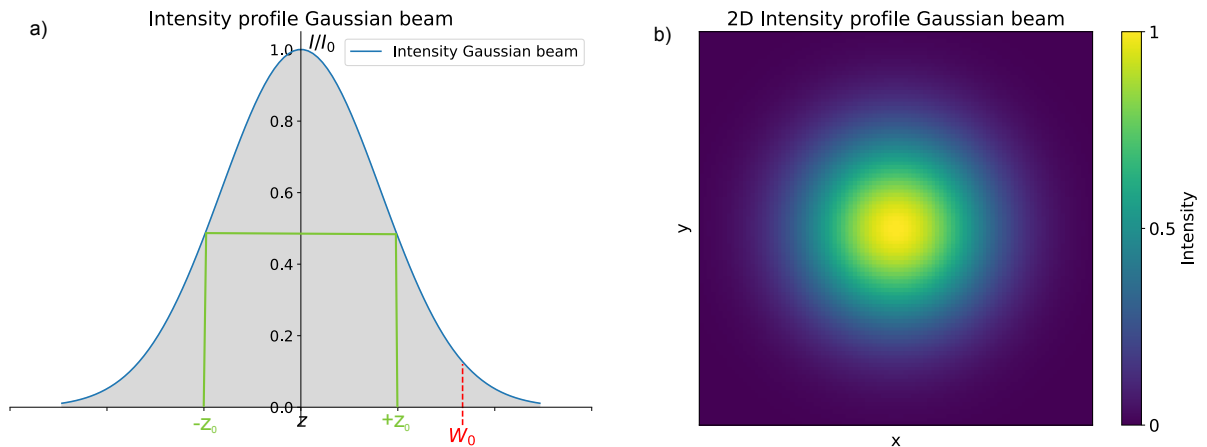 a)
Intensity profile Gaussian beam
I/I₀
Intensity Gaussian beam
1.0
0.8
0.6
0.4
0.2
0.0
-z₀
z
+z₀
W₀
b)
2D Intensity profile Gaussian beam
y
x
1
0.5
0
Intensity